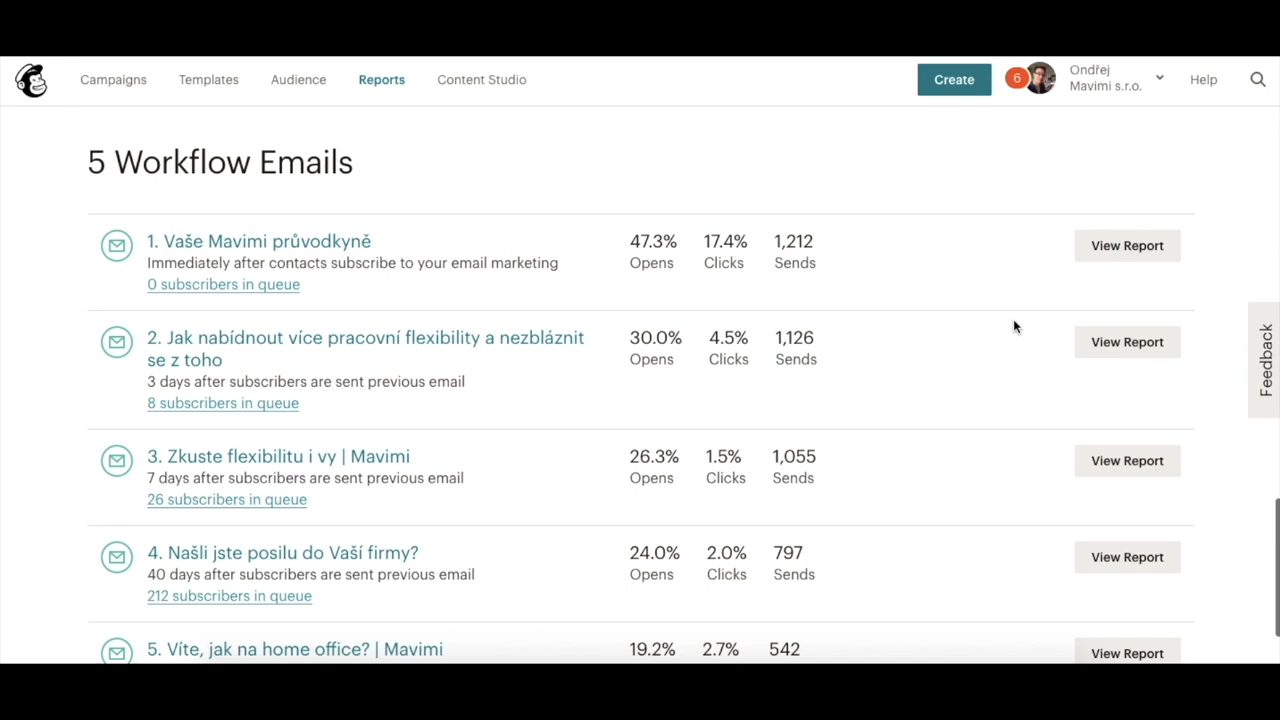 Campaigns Templates Audience Reports Content Studio Create 6 Ondřej Mavimi s.r.o. Help
5 Workflow Emails
1. Vaše Mavimi průvodkyně 47.3% 17.4% 1,212 View Report
Immediately after contacts subscribe to your email marketing Opens Clicks Sends
0 subscribers in queue
2. Jak nabídnout více pracovní flexibility a nezbláznit 30.0% 4.5% 1,126 View Report
se z toho Opens Clicks Sends
3 days after subscribers are sent previous email
8 subscribers in queue
3. Zkuste flexibilitu i vy | Mavimi 26.3% 1.5% 1,055 View Report
7 days after subscribers are sent previous email Opens Clicks Sends
26 subscribers in queue
4. Našli jste posilu do Vaší firmy? 24.0% 2.0% 797 View Report
40 days after subscribers are sent previous email Opens Clicks Sends
212 subscribers in queue
5. Víte, jak na home office? | Mavimi 19.2% 2.7% 542 View Report
Feedback